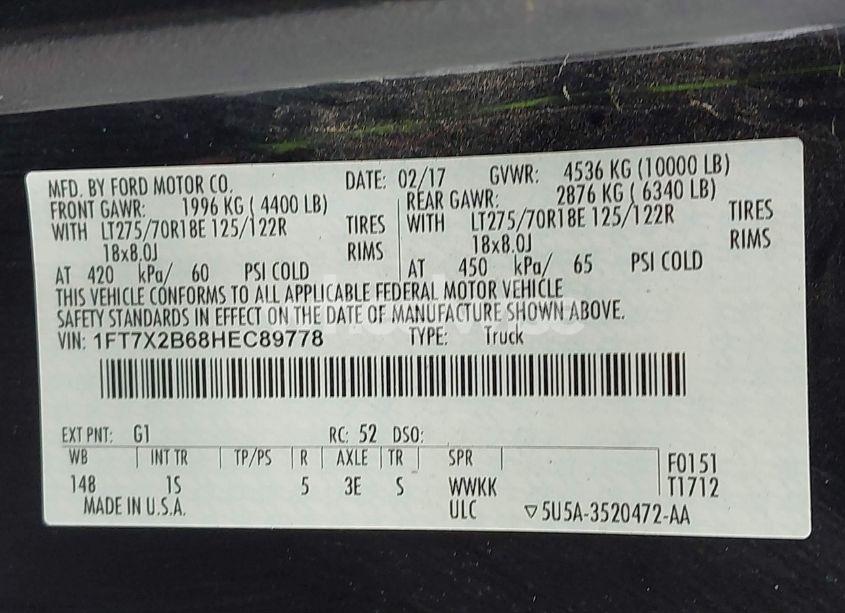 MFD. BY FORD MOTOR CO. DATE: 02/17 GVWR: 4536 KG (10000 LB)
FRONT GAWR: 1996 KG ( 4400 LB) REAR GAWR: 2876 KG ( 6340 LB)
WITH LT275/70R18E 125/122R TIRES WITH LT275/70R18E 125/122R TIRES
18x8.0J RIMS 18x8.0J RIMS
AT 420 kPa/ 60 PSI COLD AT 450 kPa/ 65 PSI COLD
THIS VEHICLE CONFORMS TO ALL APPLICABLE FEDERAL MOTOR VEHICLE
SAFETY STANDARDS IN EFFECT ON THE DATE OF MANUFACTURE SHOWN ABOVE.
VIN: 1FT7X2B68HEC89778 TYPE: Truck
EXT PNT: G1 RC: 52 DSO:
WB INT TR TP/PS R AXLE TR SPR F0151
148 1S 5 3E S WWKK T1712
MADE IN U.S.A. ULC ▽5U5A-3520472-AA